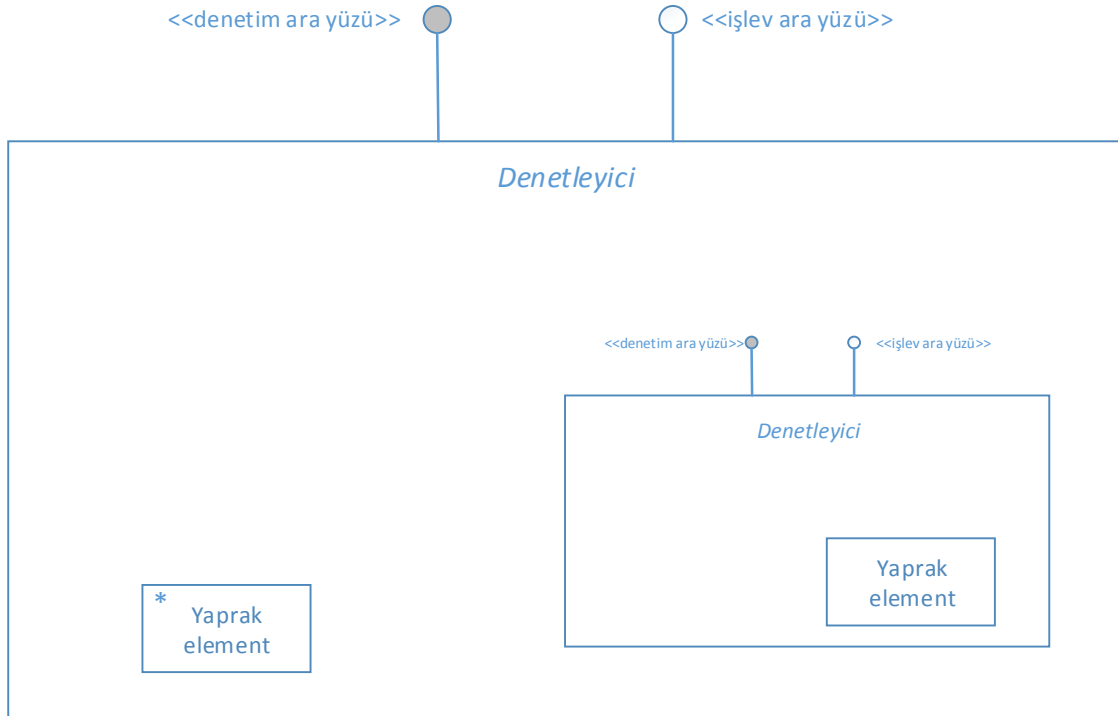 <<denetim ara yüzü>>
<<işlev ara yüzü>>
Denetleyici
<<denetim ara yüzü>>
<<işlev ara yüzü>>
Denetleyici
Yaprak
element
*
Yaprak
element